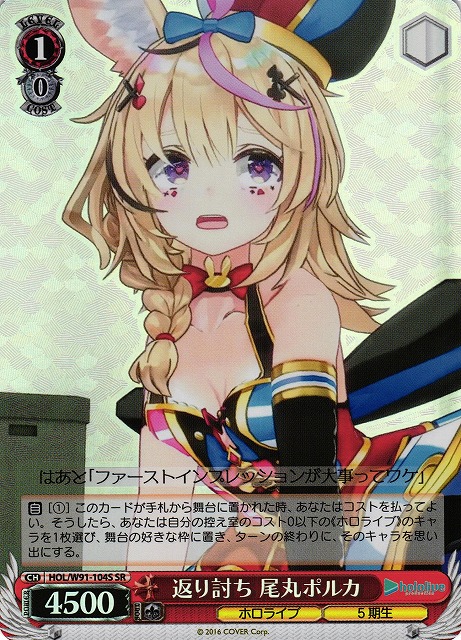 LEVEL
1
0
COST
はあと「ファーストインプレッションが大事ってワケ」
自 [①] このカードが手札から舞台に置かれた時、あなたはコストを払ってよ
い。そうしたら、あなたは自分の控え室のコスト0以下の《ホロライブ》のキャ
ラを1枚選び、舞台の好きな枠に置き、ターンの終わりに、そのキャラを思い
出にする。
CH HOL/W91-104S SR
POWER
4500
SOUL
返り討ち 尾丸ポルカ
hololive
ホロライブ
5期生
© 2016 COVER Corp.